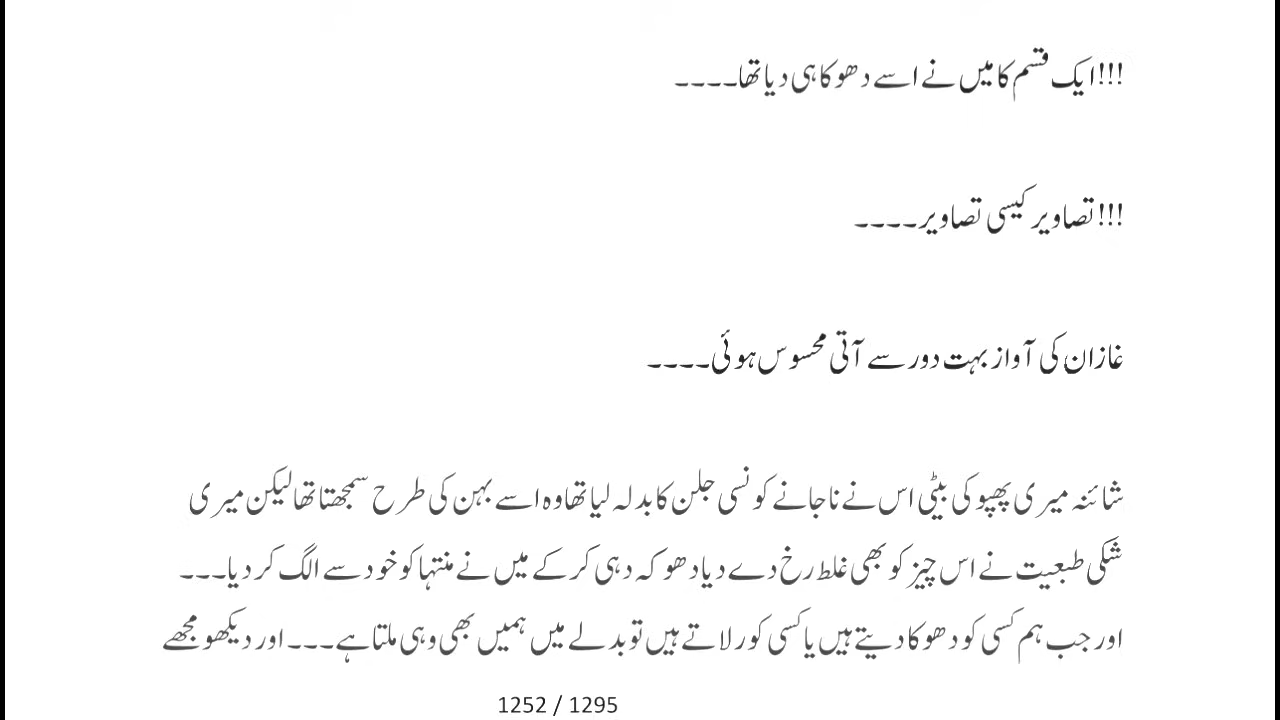 !!!ایک قسم کا میں نے اسے دھوکا ہی دیا تھا۔۔۔۔
!!!تصاویر کیسی تصاویر۔۔۔۔
غازان کی آواز بہت دور سے آتی محسوس ہوئی۔۔۔۔
شائنہ میری پھپو کی بیٹی اس نے نا جانے کونسی جلن کا بدلہ لیا تھا وہ اسے بہن کی طرح سمجھتا تھا لیکن میری
شکی طبعیت نے اس چیز کو بھی غلط رخ دے دیا دھوکہ دہی کر کے میں نے منتہا کو خود سے الگ کر دیا۔۔۔
اور جب ہم کسی کو دھوکا دیتے ہیں یا کسی کو رلاتے ہیں تو بدلے میں ہمیں بھی وہی ملتا ہے۔۔۔ اور دیکھو مجھے
1252 / 1295